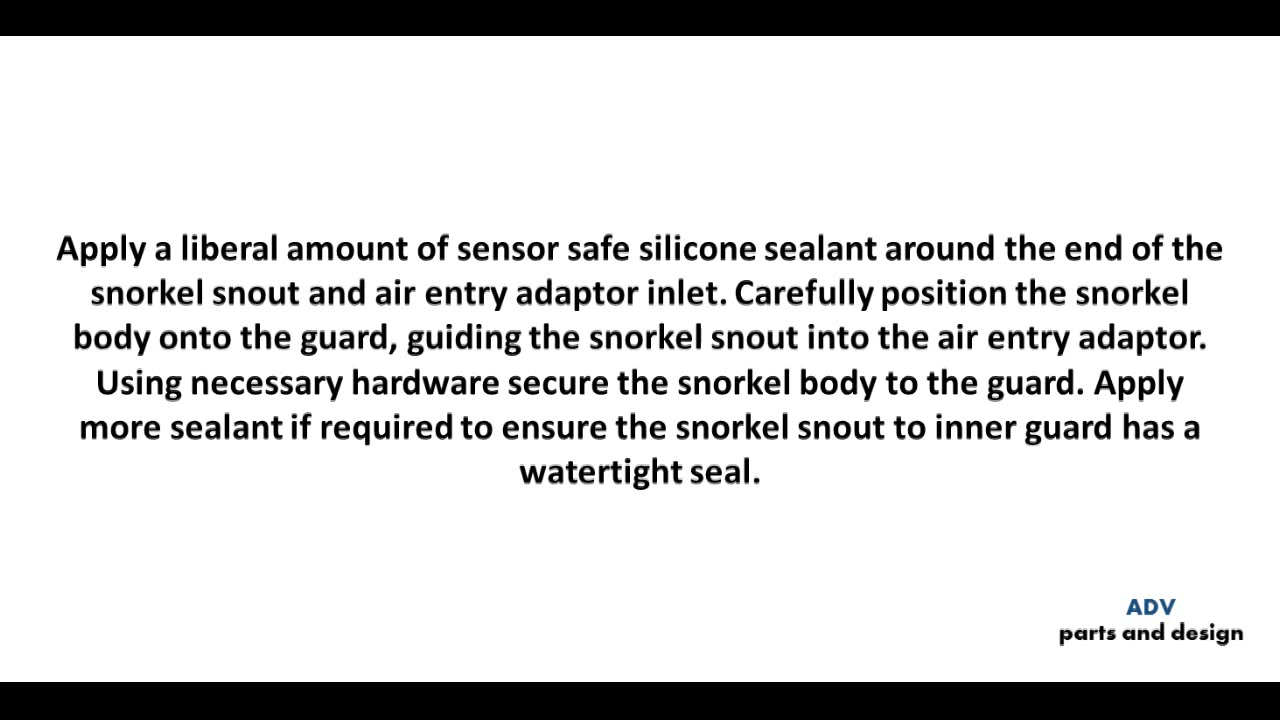 Apply a liberal amount of sensor safe silicone sealant around the end of the
snorkel snout and air entry adaptor inlet. Carefully position the snorkel
body onto the guard, guiding the snorkel snout into the air entry adaptor.
Using necessary hardware secure the snorkel body to the guard. Apply
more sealant if required to ensure the snorkel snout to inner guard has a
watertight seal.
ADV
parts and design